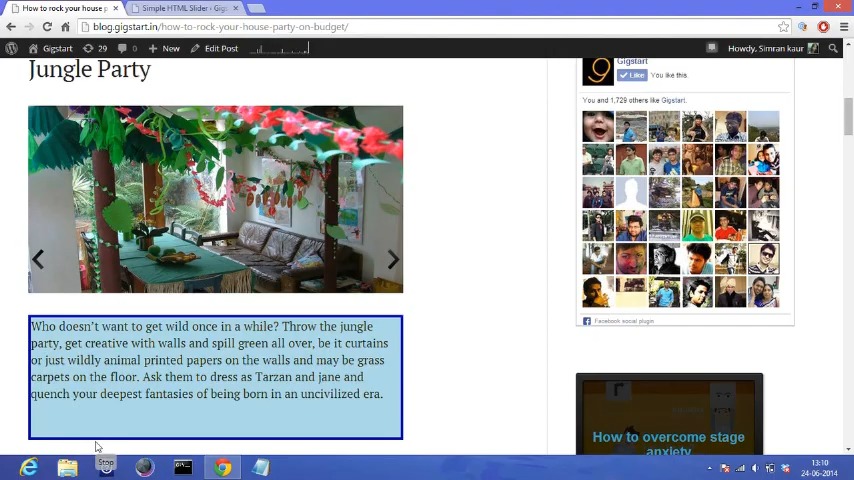 How to rock your house p
Simple HTML Slider ‹ Gigs
blog.gigstart.in/how-to-rock-your-house-party-on-budget/
Gigstart 29 0 New Edit Post Howdy, Simran kaur
Jungle Party
Who doesn't want to get wild once in a while? Throw the jungle
party, get creative with walls and spill green all over, be it curtains
or just wildly animal printed papers on the walls and may be grass
carpets on the floor. Ask them to dress as Tarzan and jane and
quench your deepest fantasies of being born in an uncivilized era.
Gigstart
Like You like this.
You and 1,729 others like Gigstart.
Facebook social plugin
How to overcome stage
anxiety
Stop
13:10
24-06-2014